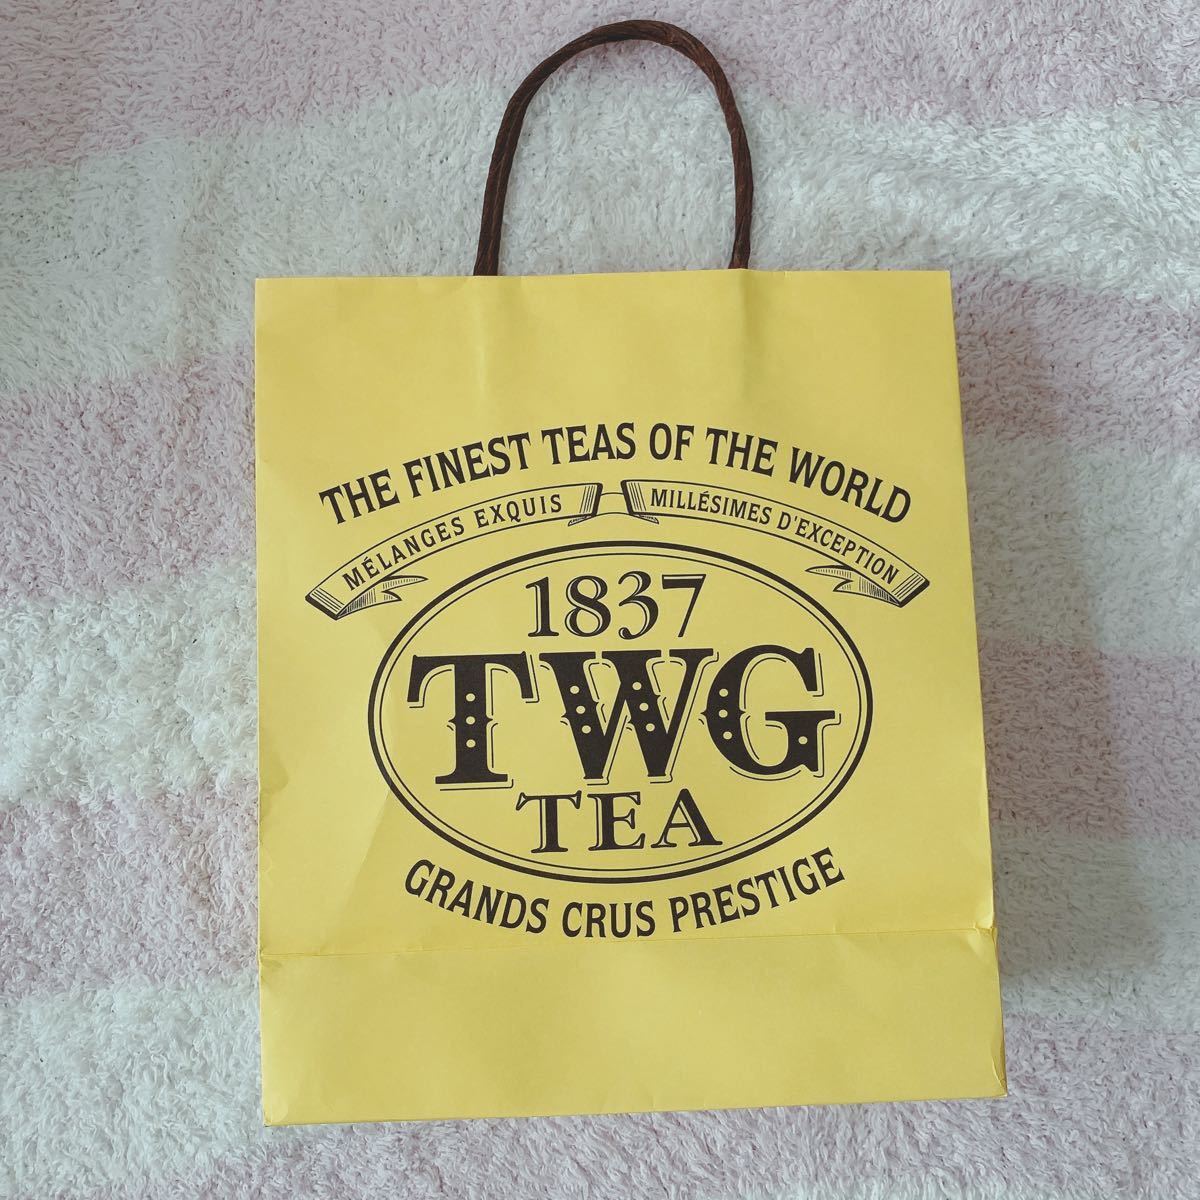 THE FINEST TEAS OF THE WORLD
MÉLANGES EXQUIS MILLÉSIMES D'EXCEPTION
1837
TWG
TEA
GRANDS CRUS PRESTIGE